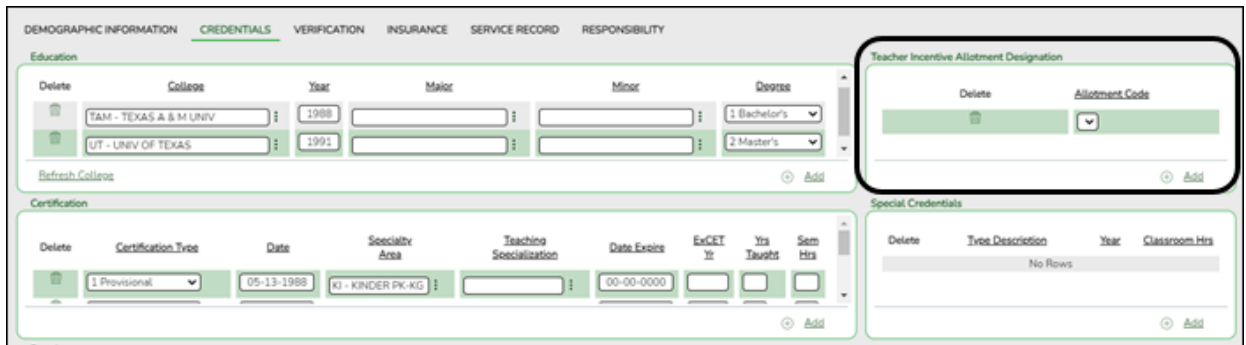 DEMOGRAPHIC INFORMATION CREDENTIALS VERIFICATION INSURANCE SERVICE RECORD RESPONSIBILITY
Education
Delete College Year Major Minor Degree
TAM - TEXAS A & M UNIV 1988 1 Bachelor's
UT - UNIV OF TEXAS 1991 2 Master's
Refresh College Add
Teacher Incentive Allotment Designation
Delete Allotment Code
Add
Certification
Delete Certification Type Date Specialty Area Teaching Specialization Date Expire ExCET Yr Yrs Taught Sem Hrs
1 Provisional 05-13-1988 KI - KINDER PK-KG 00-00-0000
Add
Special Credentials
Delete Type Description Year Classroom Hrs
No Rows
Add